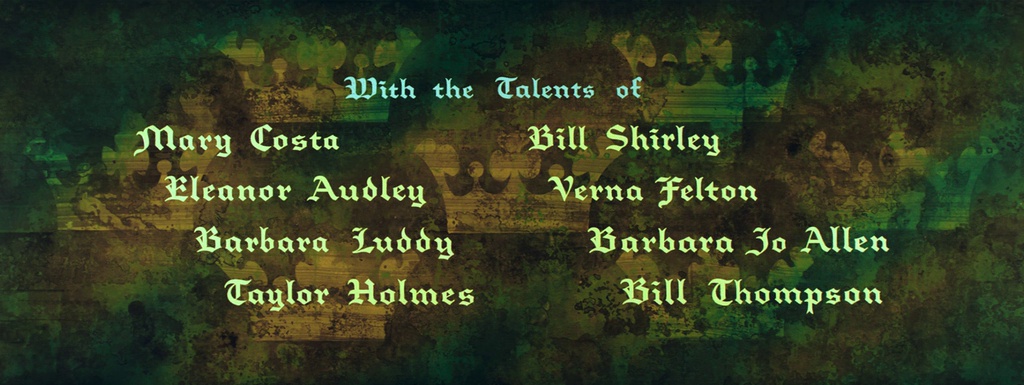 With the Talents of
Mary Costa Bill Shirley
Eleanor Audley Verna Felton
Barbara Luddy Barbara Jo Allen
Taylor Holmes Bill Thompson